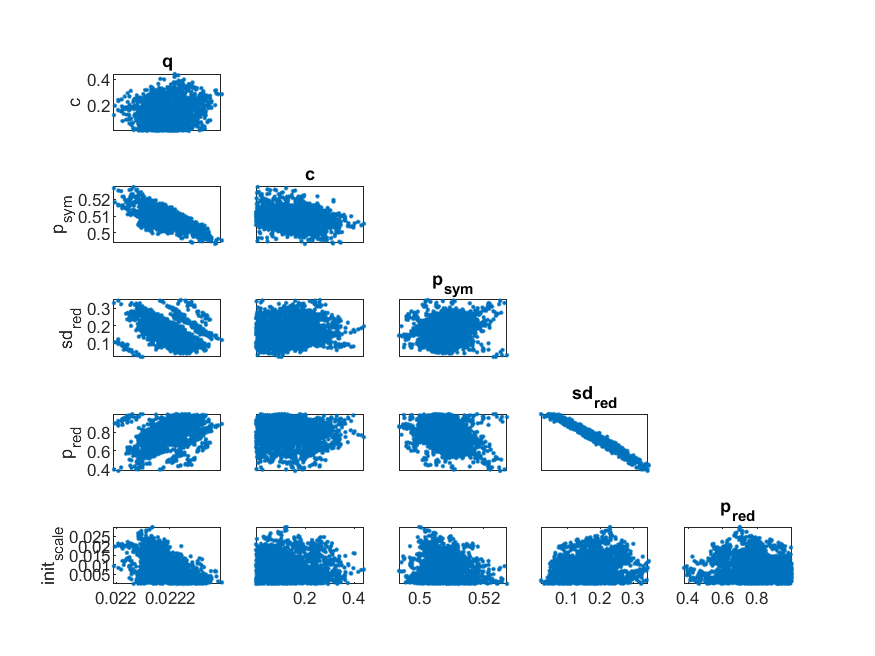 q
c
0.4
0.2
c
p_sym
0.52
0.51
0.5
p_sym
sd_red
0.3
0.2
0.1
sd_red
p_red
0.8
0.6
0.4
p_red
init_scale
0.025
0.02
0.015
0.01
0.005
0.022 0.0222
0.2 0.4
0.5 0.52
0.1 0.2 0.3
0.4 0.6 0.8